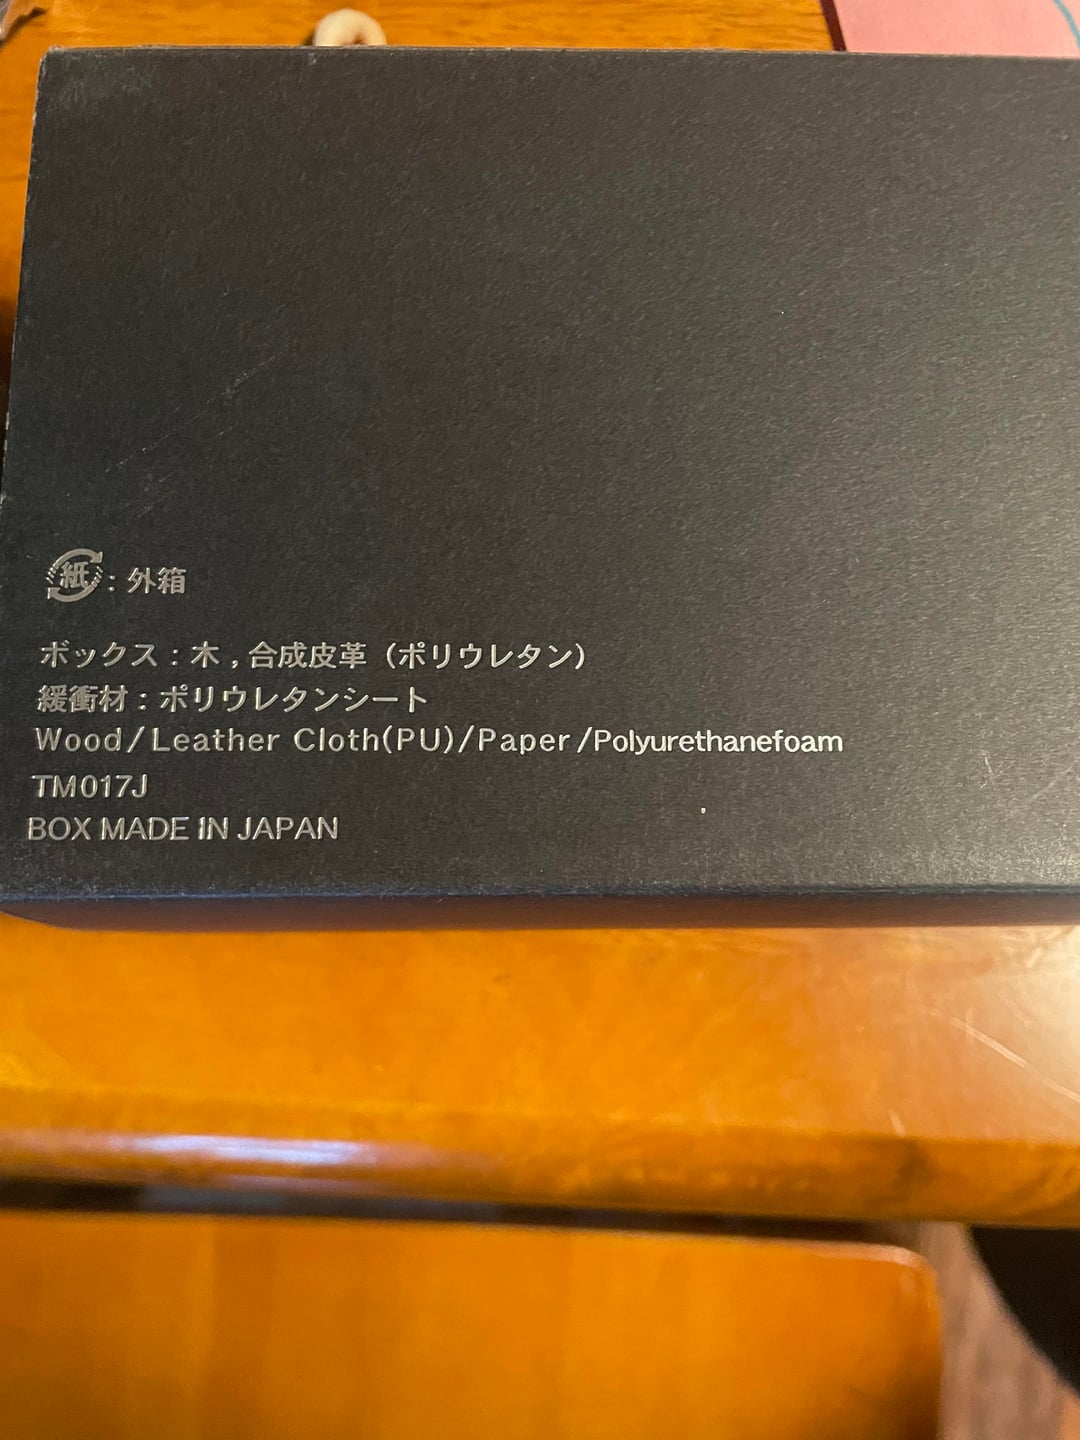 紙：外箱
ボックス：木，合成皮革（ポリウレタン）
緩衝材：ポリウレタンシート
Wood/Leather Cloth(PU)/Paper/Polyurethanefoam
TM017J
BOX MADE IN JAPAN